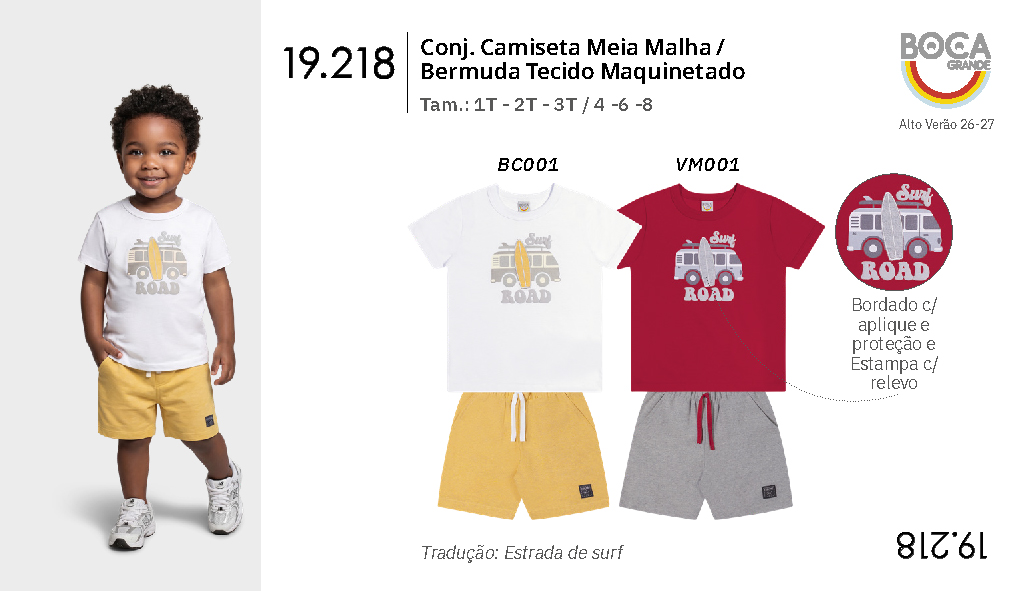 19.218
Conj. Camiseta Meia Malha /
Bermuda Tecido Maquinetado
Tam.: 1T - 2T - 3T / 4 -6 -8
BOCA
GRANDE
Alto Verão 26-27
BC001
VM001
Surf
ROAD
Surf
ROAD
Surf
ROAD
Surf
ROAD
Bordado c/
aplique e
proteção e
Estampa c/
relevo
Tradução: Estrada de surf
19.218